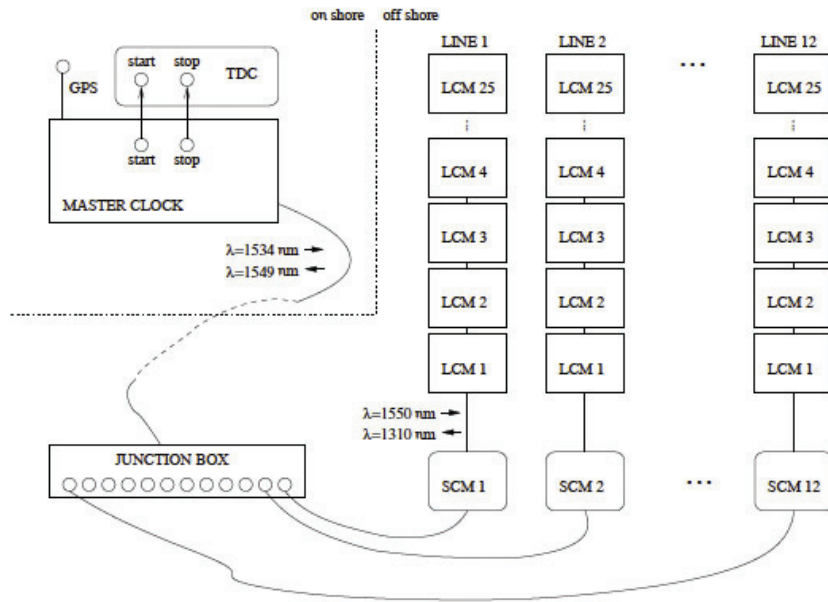 on shore off shore
LINE 1 LINE 2 ... LINE 12
start stop TDC
GPS
start stop
MASTER CLOCK
LCM 25 LCM 25 LCM 25
LCM 4 LCM 4 LCM 4
LCM 3 LCM 3 LCM 3
LCM 2 LCM 2 LCM 2
LCM 1 LCM 1 LCM 1
λ=1534 nm
λ=1549 nm
λ=1550 nm
λ=1310 nm
JUNCTION BOX
SCM 1 SCM 2 ... SCM 12